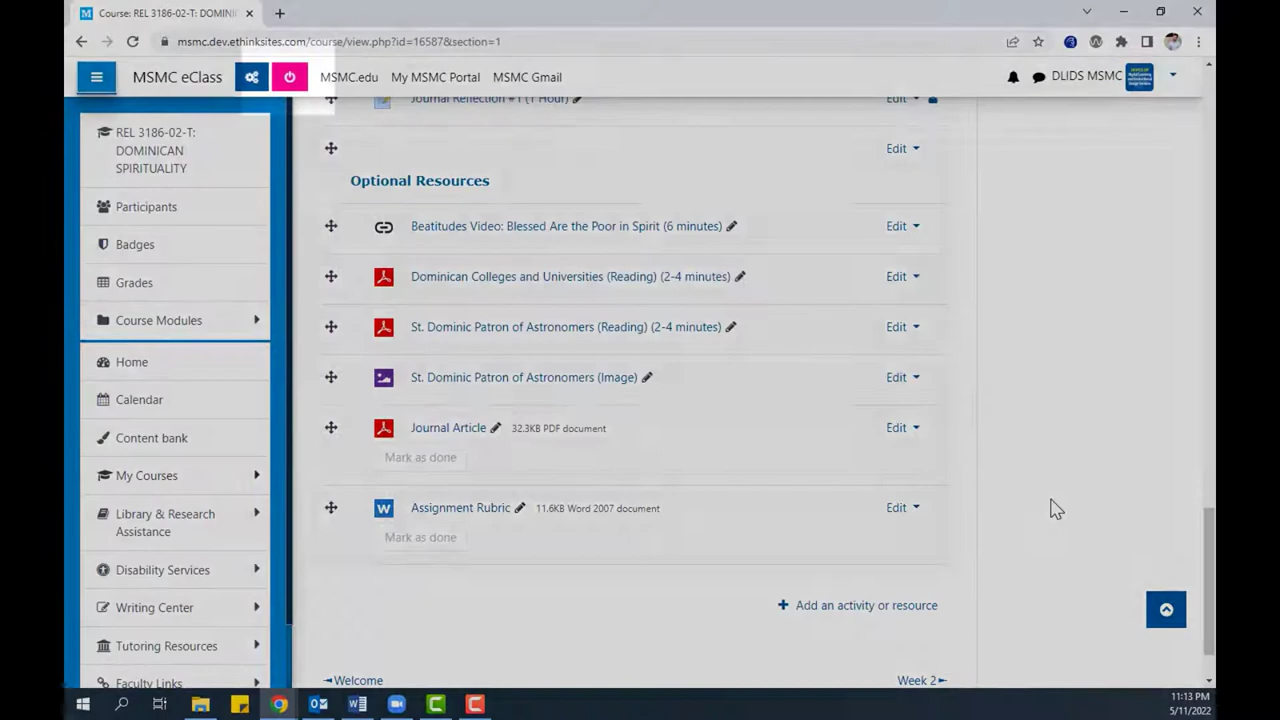 Course: REL 3186-02-T: DOMINI
msmc.dev.ethinksites.com/course/view.php?id=16587&section=1
MSMC eClass
MSMC.edu
My MSMC Portal
MSMC Gmail
DLIDS MSMC
REL 3186-02-T:
DOMINICAN
SPIRITUALITY
Participants
Badges
Grades
Course Modules
Home
Calendar
Content bank
My Courses
Library & Research
Assistance
Disability Services
Writing Center
Tutoring Resources
Faculty Links
Journal Reflection #1 (1 Hour)
Edit
Edit
Optional Resources
Beatitudes Video: Blessed Are the Poor in Spirit (6 minutes)
Edit
Dominican Colleges and Universities (Reading) (2-4 minutes)
Edit
St. Dominic Patron of Astronomers (Reading) (2-4 minutes)
Edit
St. Dominic Patron of Astronomers (Image)
Edit
Journal Article 32.3KB PDF document
Edit
Mark as done
Assignment Rubric 11.6KB Word 2007 document
Edit
Mark as done
Add an activity or resource
Welcome
Week 2
11:13 PM
5/11/2022